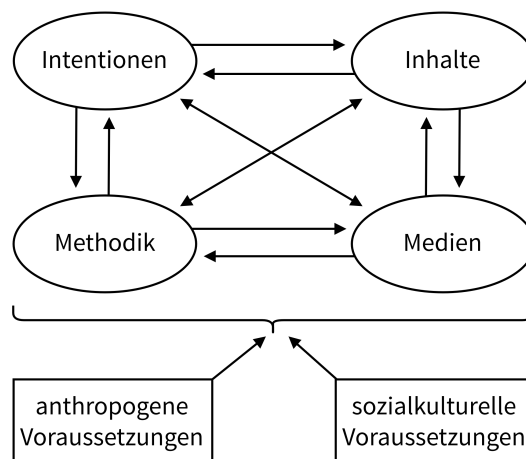 Intentionen
Inhalte
Methodik
Medien
anthropogene
Voraussetzungen
sozialkulturelle
Voraussetzungen